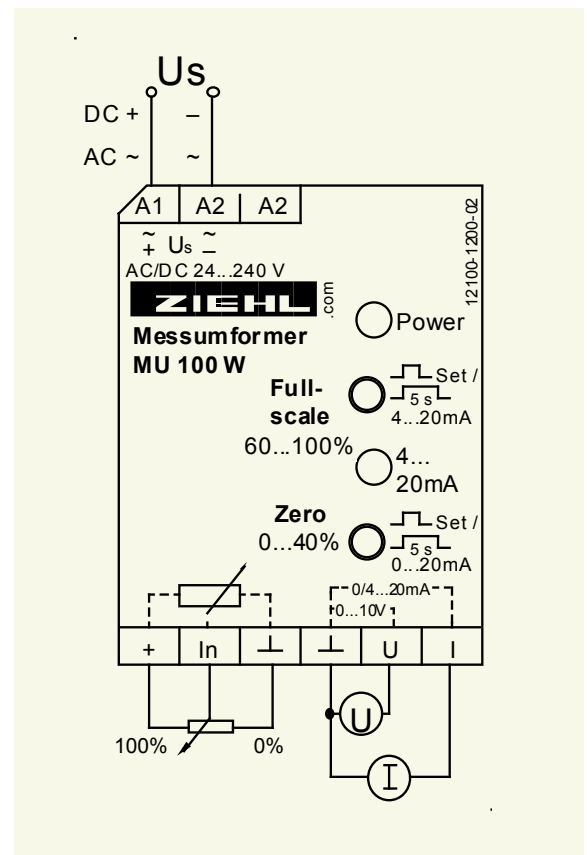 Us
DC + –
AC ~ ~
A1 A2 A2
~ Us ~
+ –
AC/DC 24...240 V
12100-1200-02
ZIEHL .com
Power
Messumformer
MU 100 W
Full-
scale
60...100%
Set /
5 s
4...20mA
4...
20mA
Zero
0...40%
Set /
5 s
0...20mA
0/4...20mA
0...10V
+ In ⊥ ⊥ U I
100% 0%
U
I